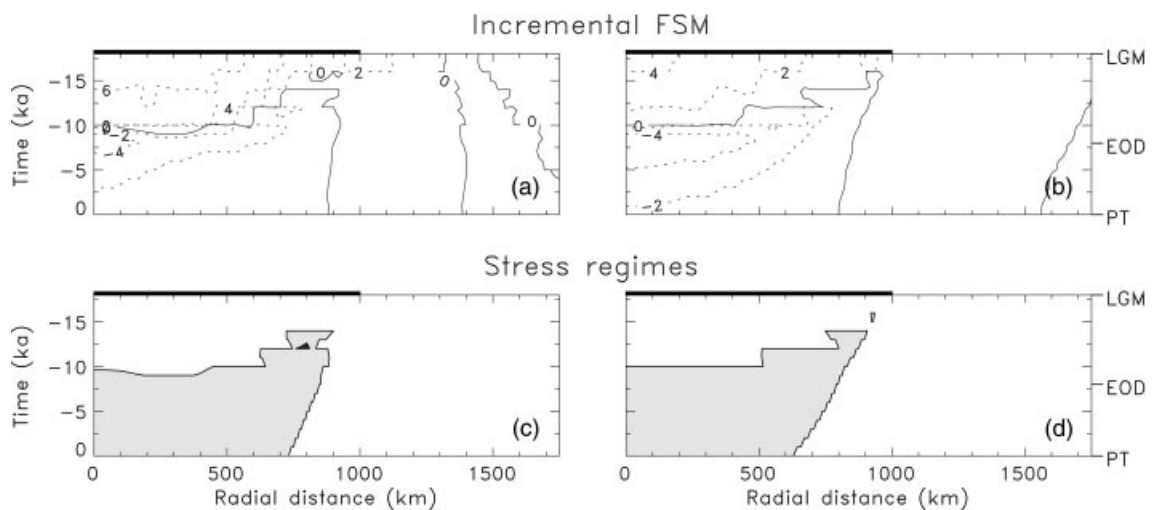 Incremental FSM
0 2 0 4 2 LGM
−15
6 4 0
Time (ka) −10 0 2 0 −4 EOD
−2
−4
−5
(a) (b)
0 −2 PT
Stress regimes
LGM
−15
Time (ka) −10 EOD
−5
(c) (d)
0 PT
0 500 1000 1500 0 500 1000 1500
Radial distance (km) Radial distance (km)